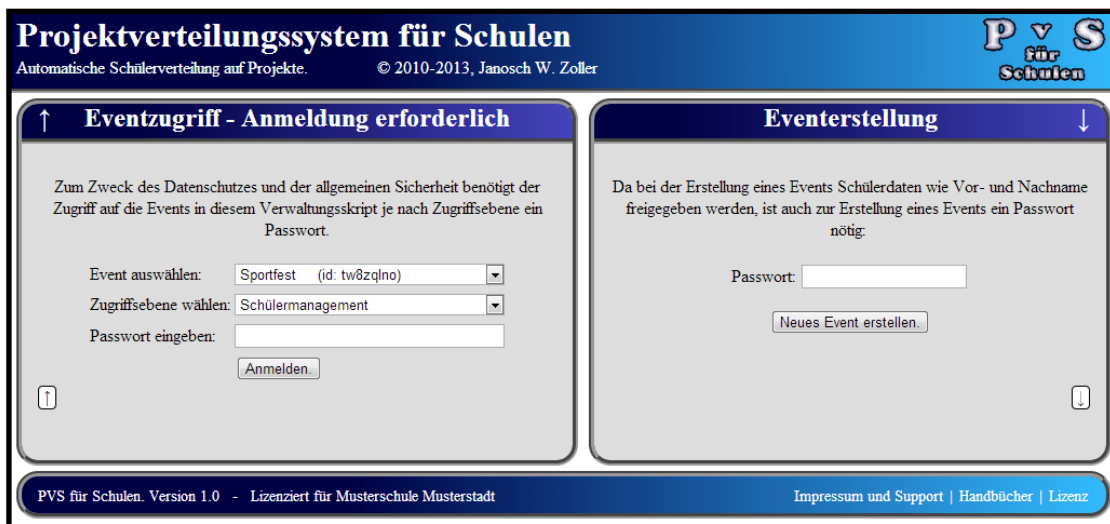 Projektverteilungssystem für Schulen
Automatische Schülerverteilung auf Projekte. © 2010-2013, Janosch W. Zoller
PvS
für
Schulen
↑ Eventzugriff - Anmeldung erforderlich
Zum Zweck des Datenschutzes und der allgemeinen Sicherheit benötigt der
Zugriff auf die Events in diesem Verwaltungsskript je nach Zugriffsebene ein
Passwort.
Event auswählen: Sportfest (id: tw8zqlno)
Zugriffsebene wählen: Schülermanagement
Passwort eingeben:
Anmelden.
↑
Eventerstellung ↓
Da bei der Erstellung eines Events Schülerdaten wie Vor- und Nachname
freigegeben werden, ist auch zur Erstellung eines Events ein Passwort
nötig:
Passwort:
Neues Event erstellen.
↓
PVS für Schulen. Version 1.0 - Lizenziert für Musterschule Musterstadt
Impressum und Support | Handbücher | Lizenz